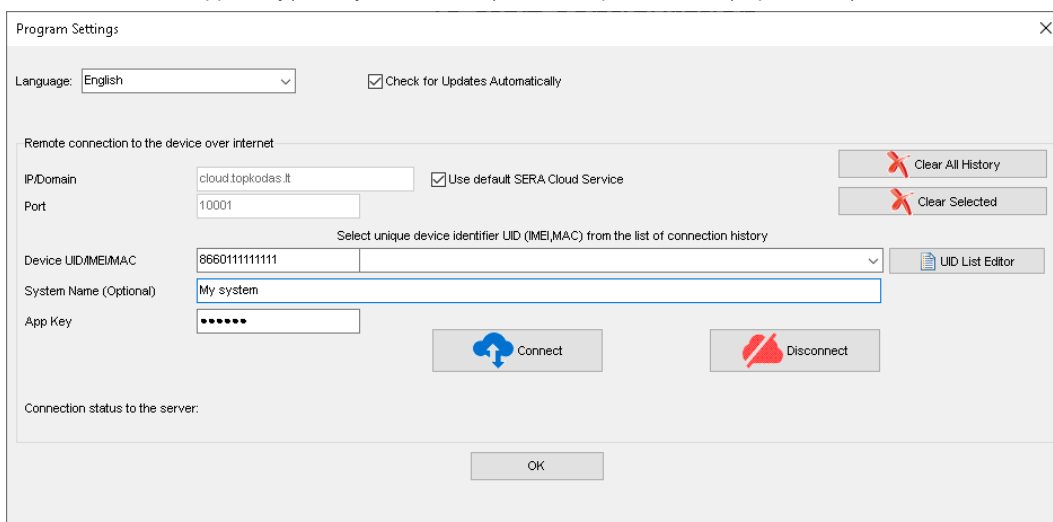 Program Settings
Language: English
Check for Updates Automatically
Remote connection to the device over internet
IP/Domain cloud.topkodas.lt Use default SERA Cloud Service Clear All History
Port 10001 Clear Selected
Select unique device identifier UID (IMEI,MAC) from the list of connection history
Device UID/IMEI/MAC 8660111111111 UID List Editor
System Name (Optional) My system
App Key ••••••
Connect Disconnect
Connection status to the server:
OK